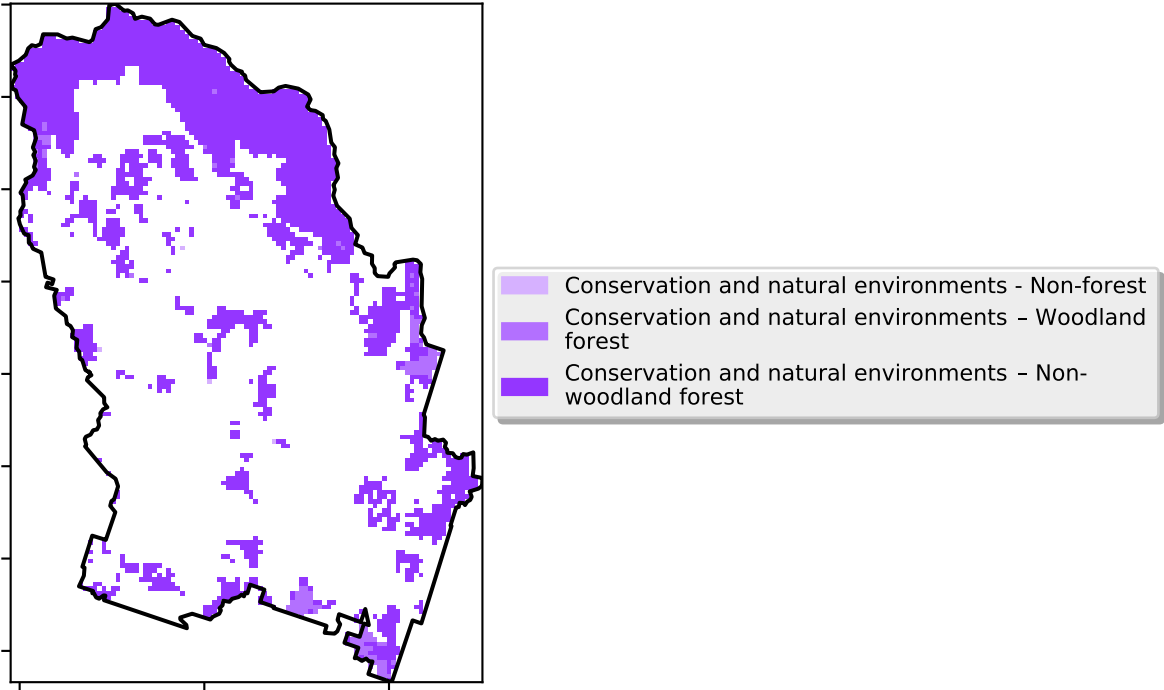 Conservation and natural environments - Non-forest
Conservation and natural environments – Woodland
forest
Conservation and natural environments – Non-
woodland forest